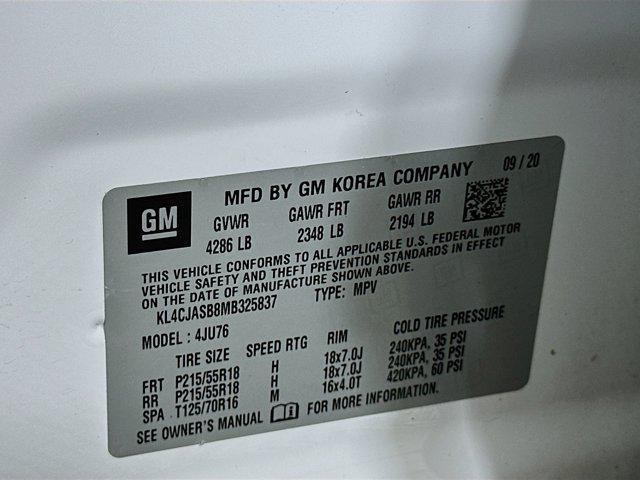 MFD BY GM KOREA COMPANY 09/20
GM
GVWR GAWR FRT GAWR RR
4286 LB 2348 LB 2194 LB
THIS VEHICLE CONFORMS TO ALL APPLICABLE U.S. FEDERAL MOTOR
VEHICLE SAFETY AND THEFT PREVENTION STANDARDS IN EFFECT
ON THE DATE OF MANUFACTURE SHOWN ABOVE.
KL4CJASB8MB325837 TYPE: MPV
MODEL: 4JU76
TIRE SIZE SPEED RTG RIM COLD TIRE PRESSURE
FRT P215/55R18 H 18x7.0J 240KPA, 35 PSI
RR P215/55R18 H 18x7.0J 240KPA, 35 PSI
SPA T125/70R16 M 16x4.0T 420KPA, 60 PSI
SEE OWNER'S MANUAL FOR MORE INFORMATION.